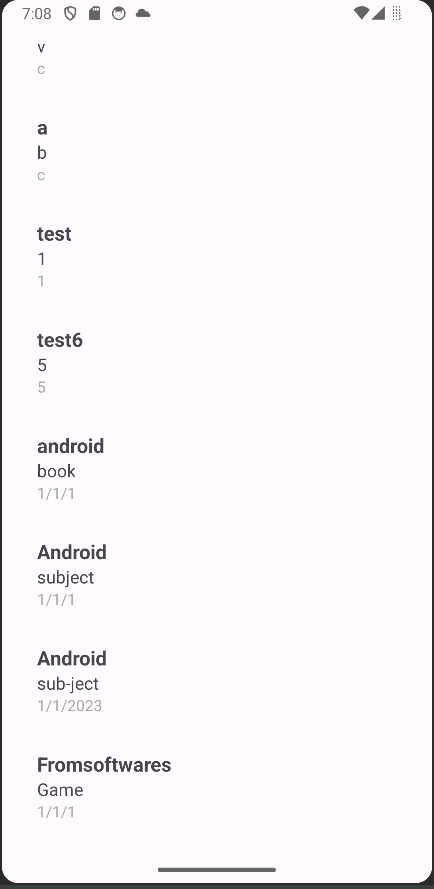 7:08
v
c
a
b
c
test
1
1
test6
5
5
android
book
1/1/1
Android
subject
1/1/1
Android
sub-ject
1/1/2023
Fromsoftwares
Game
1/1/1